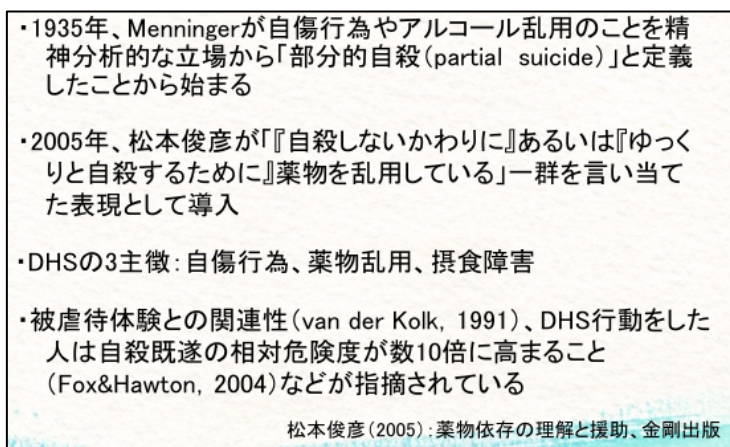 ・1935年、Menningerが自傷行為やアルコール乱用のことを精
神分析的な立場から「部分的自殺(partial suicide)」と定義
したことから始まる
・2005年、松本俊彦が「『自殺しないかわりに』あるいは『ゆっく
りと自殺するために』薬物を乱用している」一群を言い当て
た表現として導入
・DHSの3主徴：自傷行為、薬物乱用、摂食障害
・被虐待体験との関連性(van der Kolk, 1991)、DHS行動をした
人は自殺既遂の相対危険度が数10倍に高まること
(Fox&Hawton, 2004)などが指摘されている
松本俊彦(2005)：薬物依存の理解と援助、金剛出版